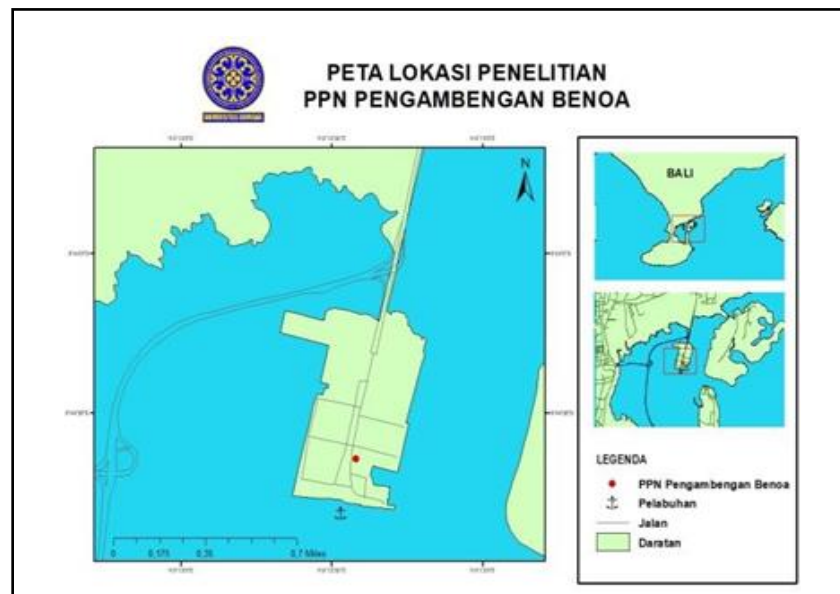 PETA LOKASI PENELITIAN
PPN PENGAMBENGAN BENOA
N
0 0,175 0,35 0,7 Miles
BALI
LEGENDA
PPN Pengambengan Benoa
Pelabuhan
Jalan
Daratan